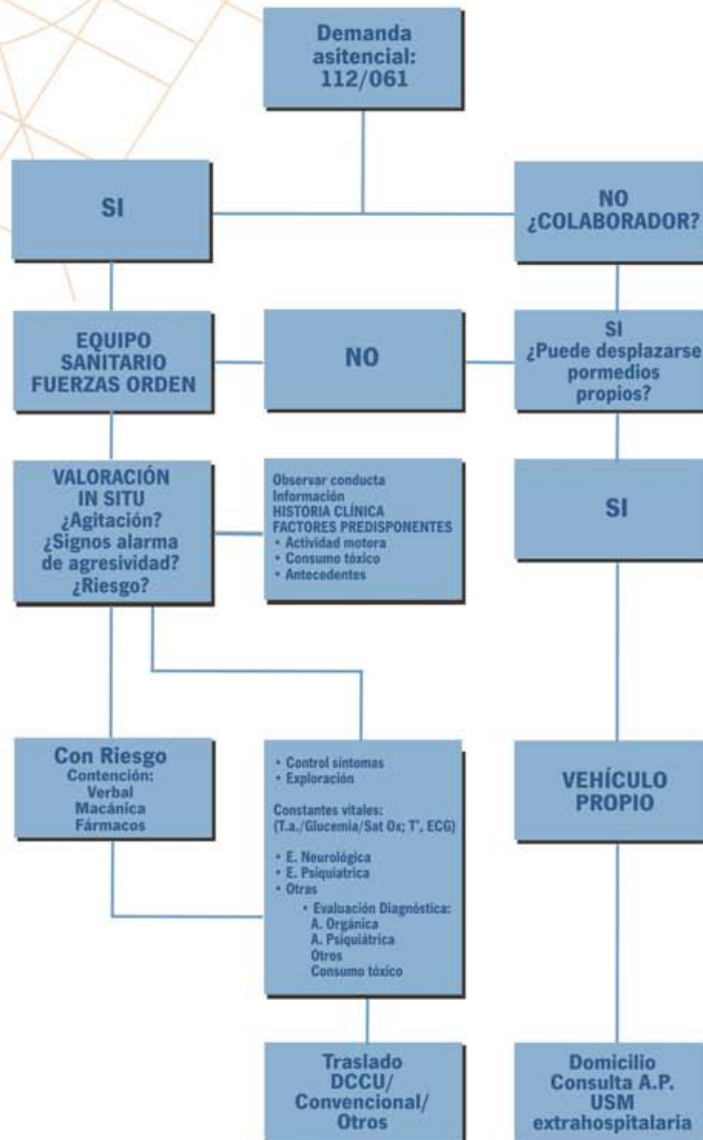 Demanda
asitencial:
112/061
SI
NO
¿COLABORADOR?
EQUIPO
SANITARIO
FUERZAS ORDEN
NO
SI
¿Puede desplazarse
pormedios
propios?
VALORACIÓN
IN SITU
¿Agitación?
¿Signos alarma
de agresividad?
¿Riesgo?
Observar conducta
Información
HISTORIA CLÍNICA
FACTORES PREDISPONENTES
• Actividad motora
• Consumo tóxico
• Antecedentes
SI
Con Riesgo
Contención:
Verbal
Macánica
Fármacos
• Control síntomas
• Exploración
Constantes vitales:
(T.a./Glucemia/Sat Ox; T', ECG)
• E. Neurológica
• E. Psiquiatrica
• Otras
• Evaluación Diagnóstica:
A. Orgánica
A. Psiquiátrica
Otros
Consumo tóxico
VEHÍCULO
PROPIO
Traslado
DCCU/
Convencional/
Otros
Domicilio
Consulta A.P.
USM
extrahospitalaria